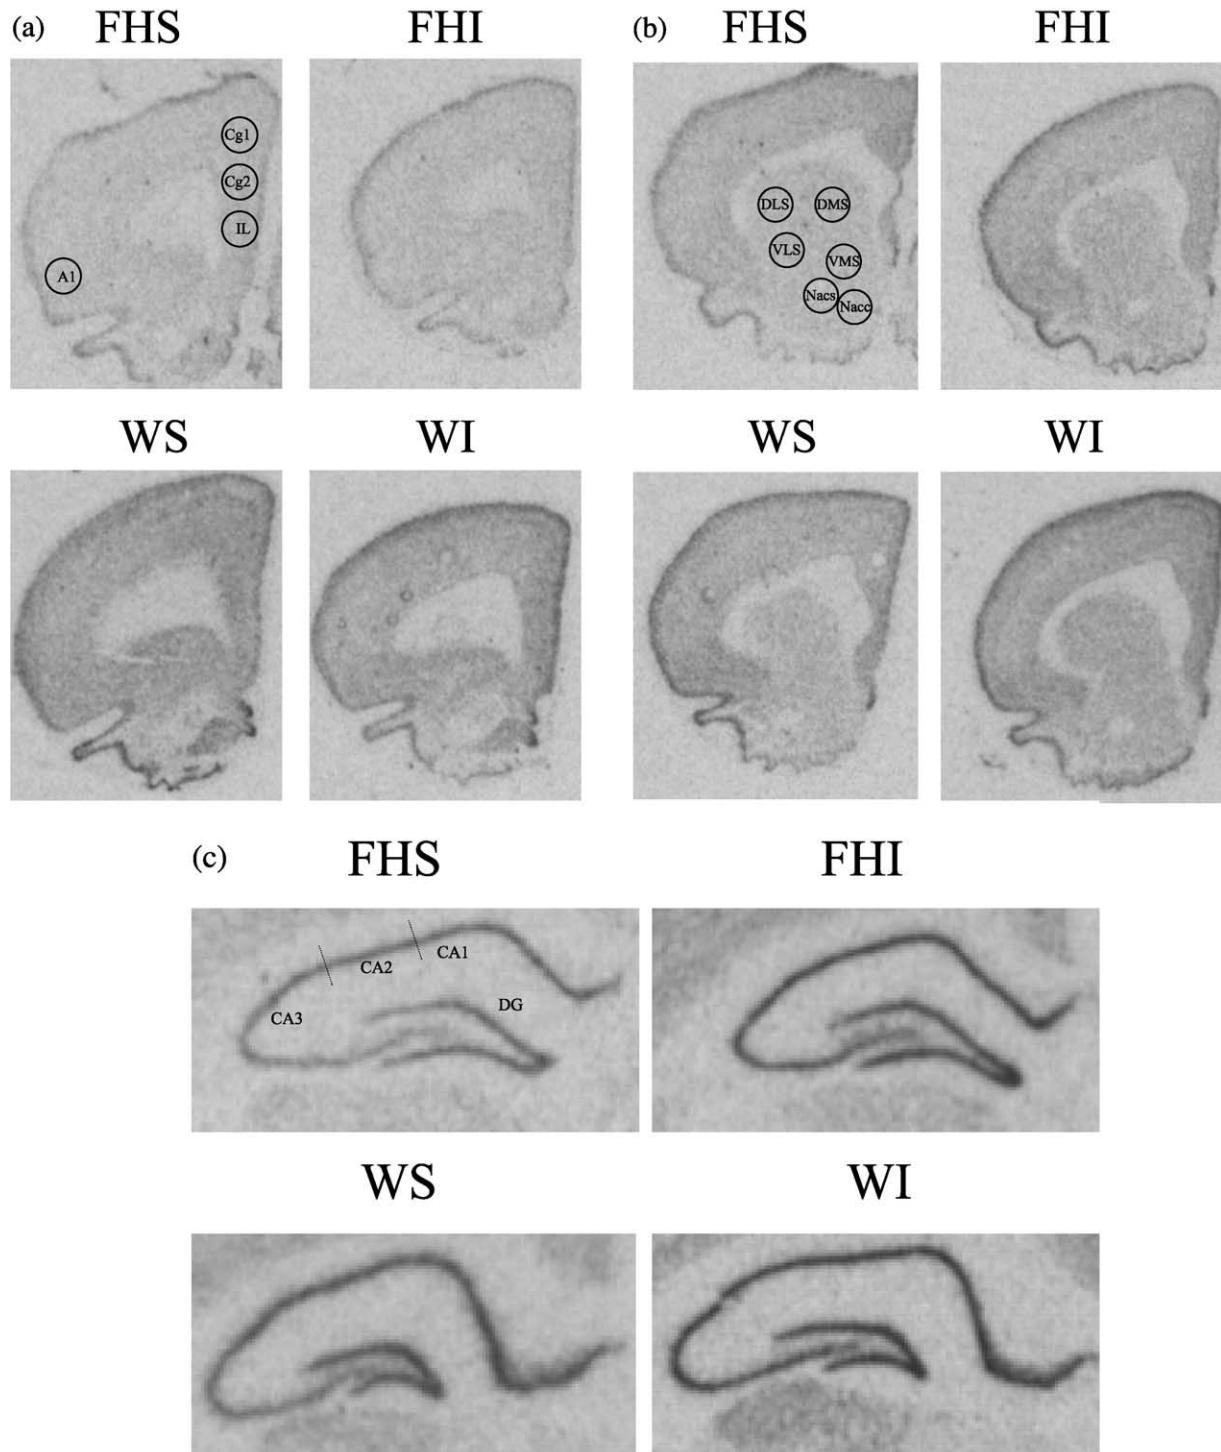 (a) FHS FHI (b) FHS FHI
Cg1
Cg2
IL
A1
DLS DMS
VLS
VMS
Nacs
Nacc
WS WI WS WI
(c) FHS FHI
CA1
CA2
DG
CA3
WS WI